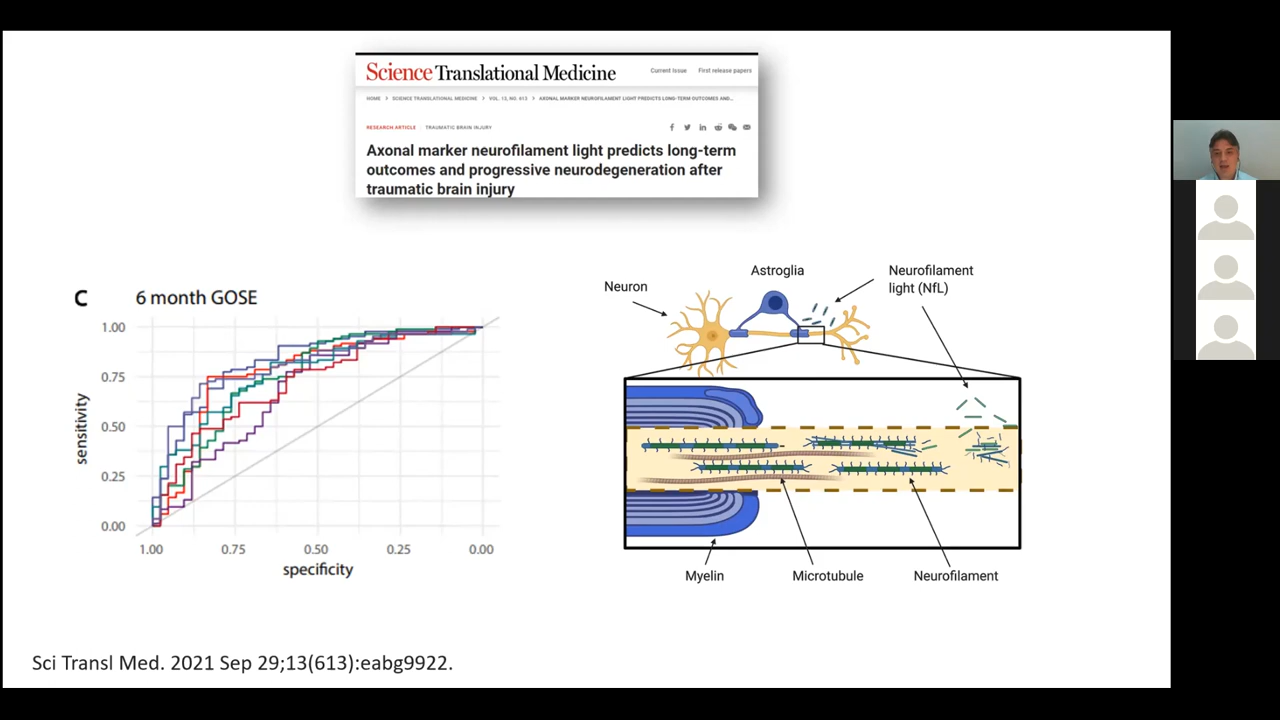 Science Translational Medicine
Current Issue First release papers
HOME > SCIENCE TRANSLATIONAL MEDICINE > VOL. 13, NO. 613 > AXONAL MARKER NEUROFILAMENT LIGHT PREDICTS LONG-TERM OUTCOMES AND...
RESEARCH ARTICLE TRAUMATIC BRAIN INJURY
Axonal marker neurofilament light predicts long-term
outcomes and progressive neurodegeneration after
traumatic brain injury
C 6 month GOSE
1.00
0.75
0.50
0.25
0.00
sensitivity
1.00 0.75 0.50 0.25 0.00
specificity
Astroglia
Neurofilament
light (NfL)
Neuron
Myelin Microtubule Neurofilament
Sci Transl Med. 2021 Sep 29;13(613):eabg9922.